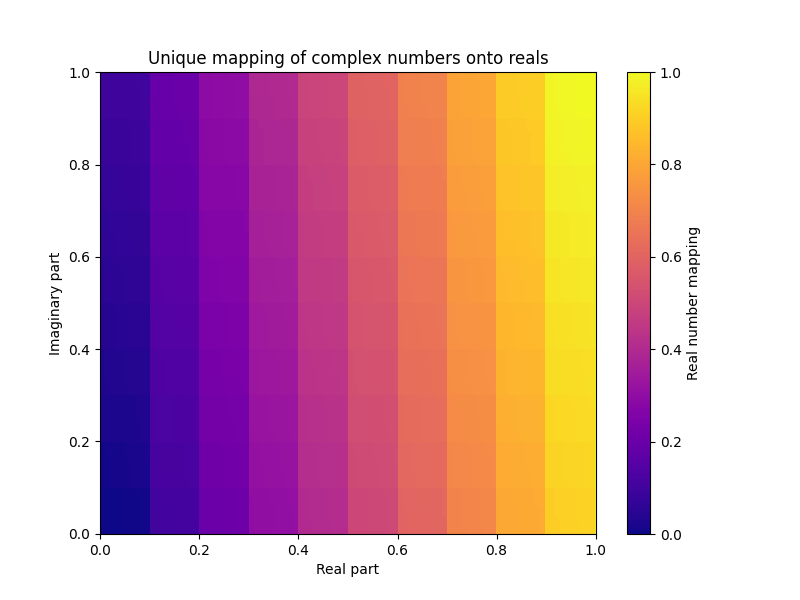 Unique mapping of complex numbers onto reals
1.0
0.8
0.6
0.4
0.2
0.0
Imaginary part
0.0 0.2 0.4 0.6 0.8 1.0
Real part
1.0
0.8
0.6
0.4
0.2
0.0
Real number mapping